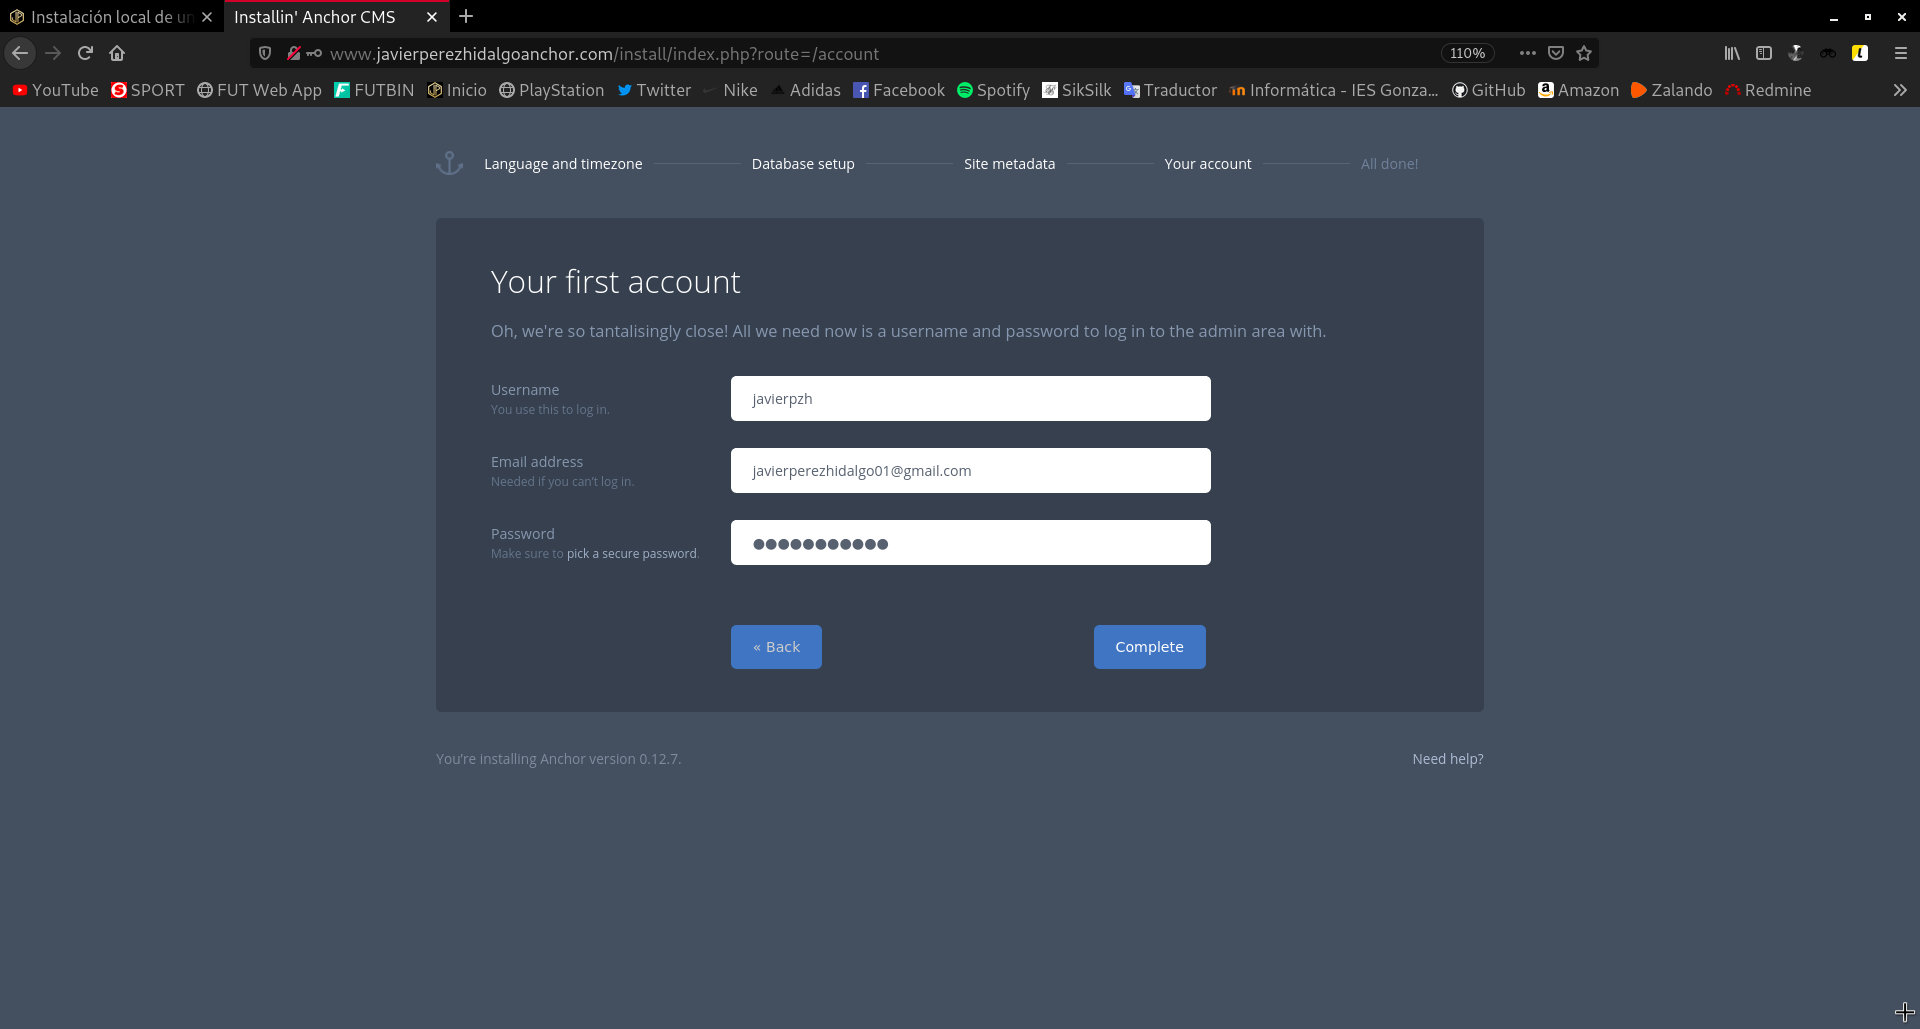 Instalación local de un
Installin' Anchor CMS
www.javierperezhidalgoanchor.com/install/index.php?route=/account
110%
YouTube SPORT FUT Web App FUTBIN Inicio PlayStation Twitter Nike Adidas Facebook Spotify SikSilk Traductor Informática - IES Gonza... GitHub Amazon Zalando Redmine
Language and timezone
Database setup
Site metadata
Your account
All done!
Your first account
Oh, we're so tantalisingly close! All we need now is a username and password to log in to the admin area with.
Username
You use this to log in.
javierpzh
Email address
Needed if you can't log in.
javierperezhidalgo01@gmail.com
Password
Make sure to pick a secure password.
●●●●●●●●●●●
« Back
Complete
You're installing Anchor version 0.12.7.
Need help?